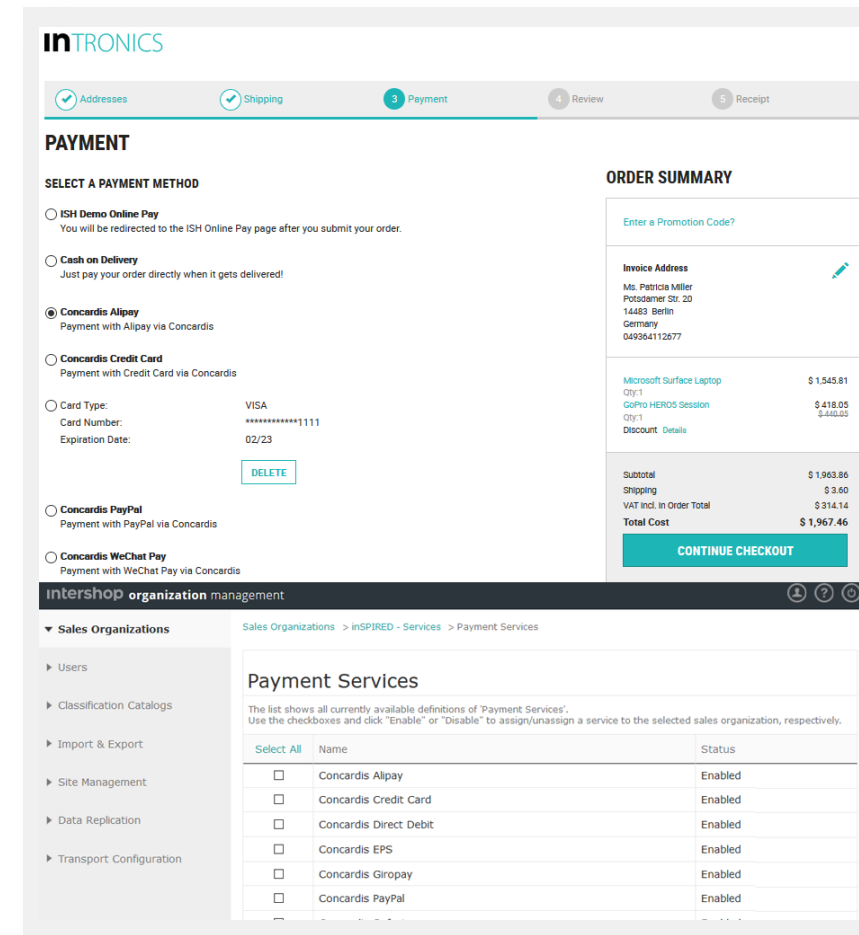 INTRONICS
Addresses
Shipping
3 Payment
4 Review
5 Receipt
PAYMENT
SELECT A PAYMENT METHOD
ISH Demo Online Pay
You will be redirected to the ISH Online Pay page after you submit your order.
Cash on Delivery
Just pay your order directly when it gets delivered!
Concardis Alipay
Payment with Alipay via Concardis
Concardis Credit Card
Payment with Credit Card via Concardis
Card Type: VISA
Card Number: ************1111
Expiration Date: 02/23
DELETE
Concardis PayPal
Payment with PayPal via Concardis
Concardis WeChat Pay
Payment with WeChat Pay via Concardis
ORDER SUMMARY
Enter a Promotion Code?
Invoice Address
Ms. Patricia Miller
Potsdamer Str. 20
14483 Berlin
Germany
049364112677
Microsoft Surface Laptop $ 1,545.81
Qty:1
GoPro HERO5 Session $ 418.05
Qty:1 $ 440.05
Discount Details
Subtotal $ 1,963.86
Shipping $ 3.60
VAT Incl. in Order Total $ 314.14
Total Cost $ 1,967.46
CONTINUE CHECKOUT
intershop organization management
Sales Organizations
Users
Classification Catalogs
Import & Export
Site Management
Data Replication
Transport Configuration
Sales Organizations > inSPIRED - Services > Payment Services
Payment Services
The list shows all currently available definitions of 'Payment Services'.
Use the checkboxes and click "Enable" or "Disable" to assign/unassign a service to the selected sales organization, respectively.
Select All Name Status
Concardis Alipay Enabled
Concardis Credit Card Enabled
Concardis Direct Debit Enabled
Concardis EPS Enabled
Concardis Giropay Enabled
Concardis PayPal Enabled